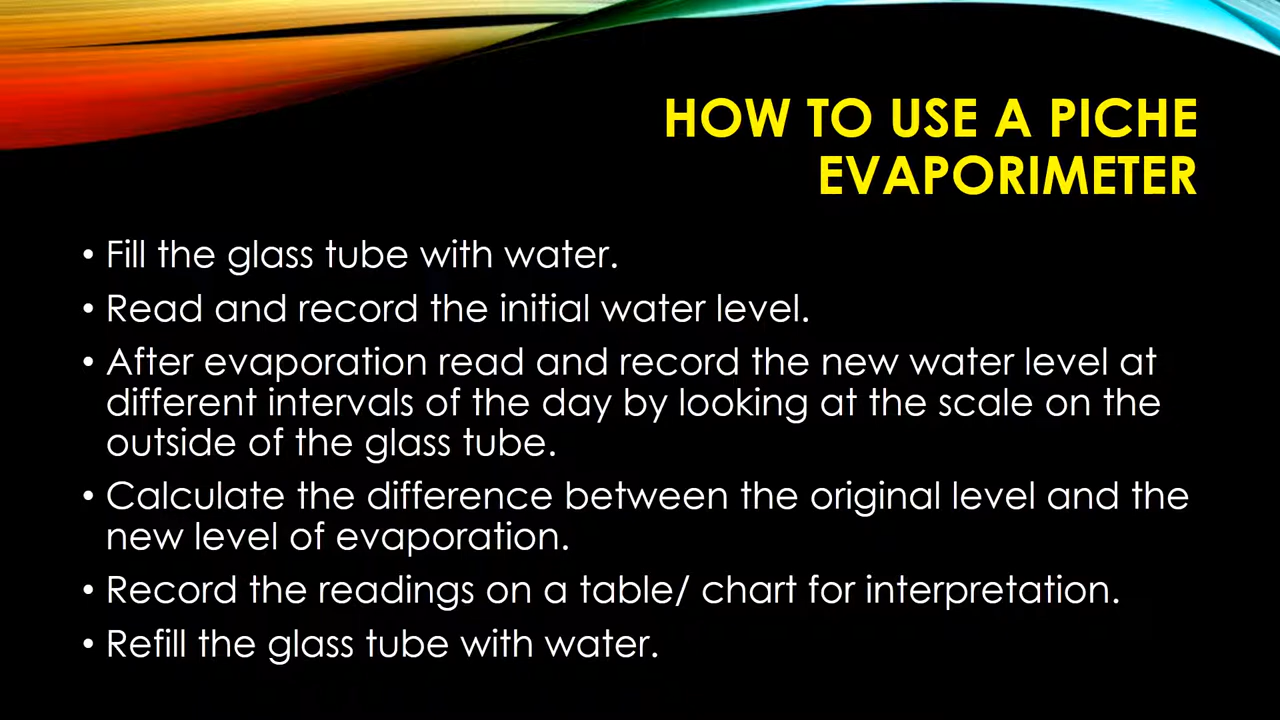 HOW TO USE A PICHE
EVAPORIMETER
• Fill the glass tube with water.
• Read and record the initial water level.
• After evaporation read and record the new water level at
different intervals of the day by looking at the scale on the
outside of the glass tube.
• Calculate the difference between the original level and the
new level of evaporation.
• Record the readings on a table/ chart for interpretation.
• Refill the glass tube with water.